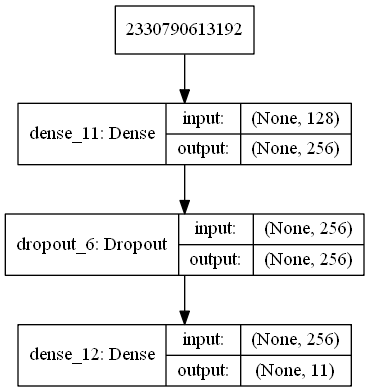 2330790613192
dense_11: Dense
input:
(None, 128)
output:
(None, 256)
dropout_6: Dropout
input:
(None, 256)
output:
(None, 256)
dense_12: Dense
input:
(None, 256)
output:
(None, 11)